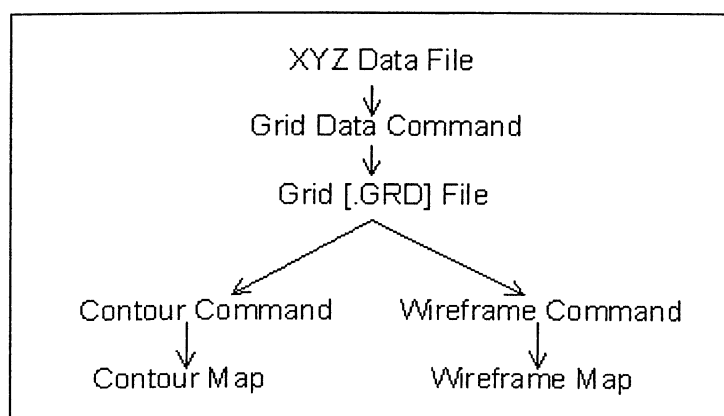 XYZ Data File
Grid Data Command
Grid [.GRD] File
Contour Command
Wireframe Command
Contour Map
Wireframe Map